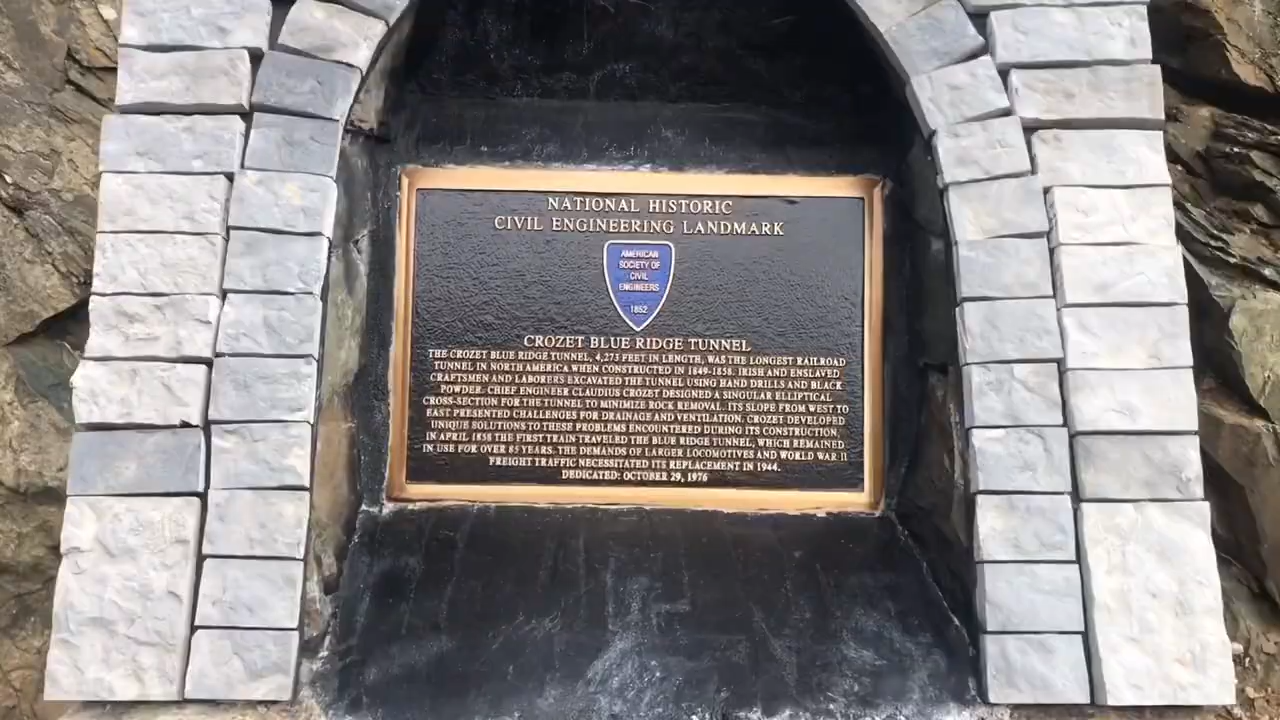 NATIONAL HISTORIC
CIVIL ENGINEERING LANDMARK
AMERICAN
SOCIETY OF
CIVIL
ENGINEERS
1852
CROZET BLUE RIDGE TUNNEL
THE CROZET BLUE RIDGE TUNNEL, 4,273 FEET IN LENGTH, WAS THE LONGEST RAILROAD
TUNNEL IN NORTH AMERICA WHEN CONSTRUCTED IN 1849-1858. IRISH AND ENSLAVED
CRAFTSMEN AND LABORERS EXCAVATED THE TUNNEL USING HAND DRILLS AND BLACK
POWDER. CHIEF ENGINEER CLAUDIUS CROZET DESIGNED A SINGULAR ELLIPTICAL
CROSS-SECTION FOR THE TUNNEL TO MINIMIZE ROCK REMOVAL. ITS SLOPE FROM WEST TO
EAST PRESENTED CHALLENGES FOR DRAINAGE AND VENTILATION. CROZET DEVELOPED
UNIQUE SOLUTIONS TO THESE PROBLEMS ENCOUNTERED DURING ITS CONSTRUCTION.
IN APRIL 1858 THE FIRST TRAIN TRAVELED THE BLUE RIDGE TUNNEL, WHICH REMAINED
IN USE FOR OVER 85 YEARS. THE DEMANDS OF LARGER LOCOMOTIVES AND WORLD WAR II
FREIGHT TRAFFIC NECESSITATED ITS REPLACEMENT IN 1944.
DEDICATED: OCTOBER 29, 1976